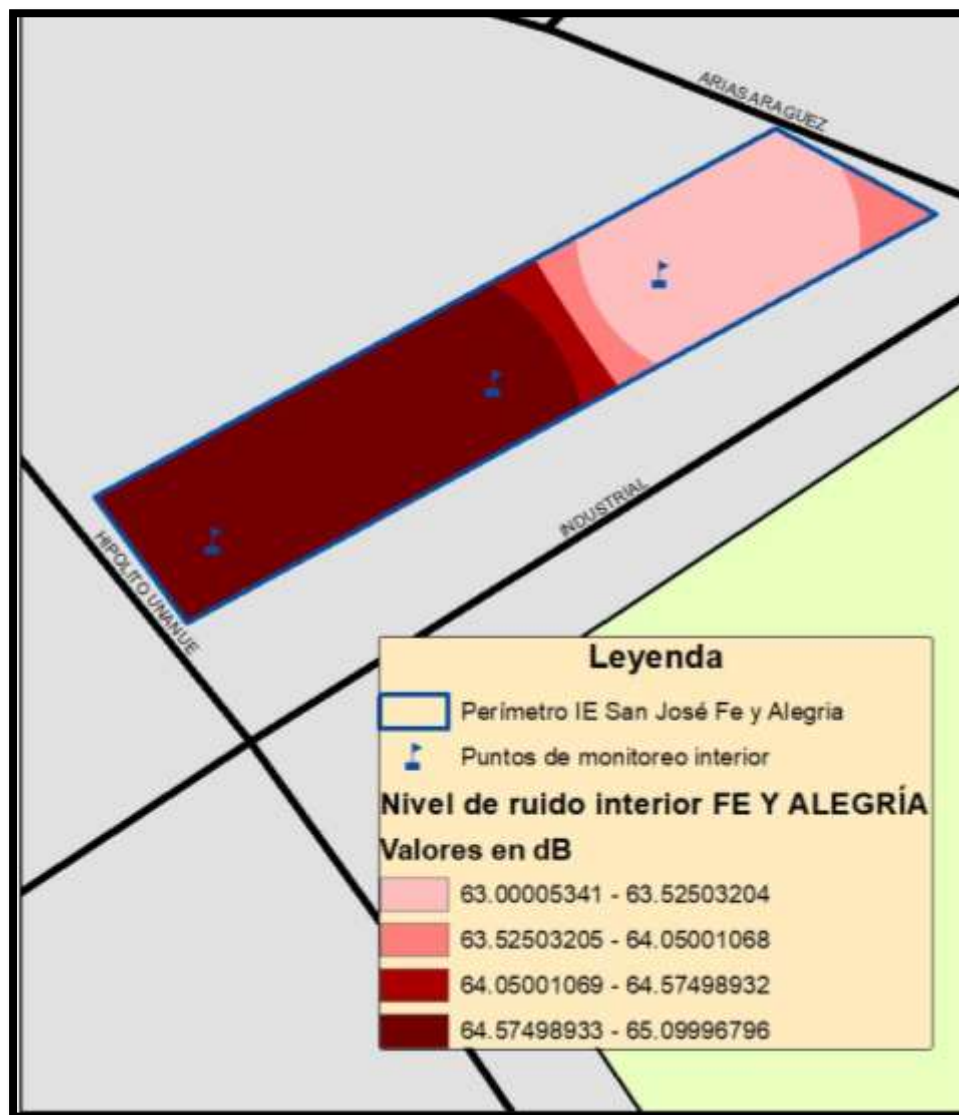 ARIAS ARAGUEZ
INDUSTRIAL
HIPOLITO UNANUE
Leyenda
Perímetro IE San José Fe y Alegria
Puntos de monitoreo interior
Nivel de ruido interior FE Y ALEGRÍA
Valores en dB
63.00005341 - 63.52503204
63.52503205 - 64.05001068
64.05001069 - 64.57498932
64.57498933 - 65.09996796